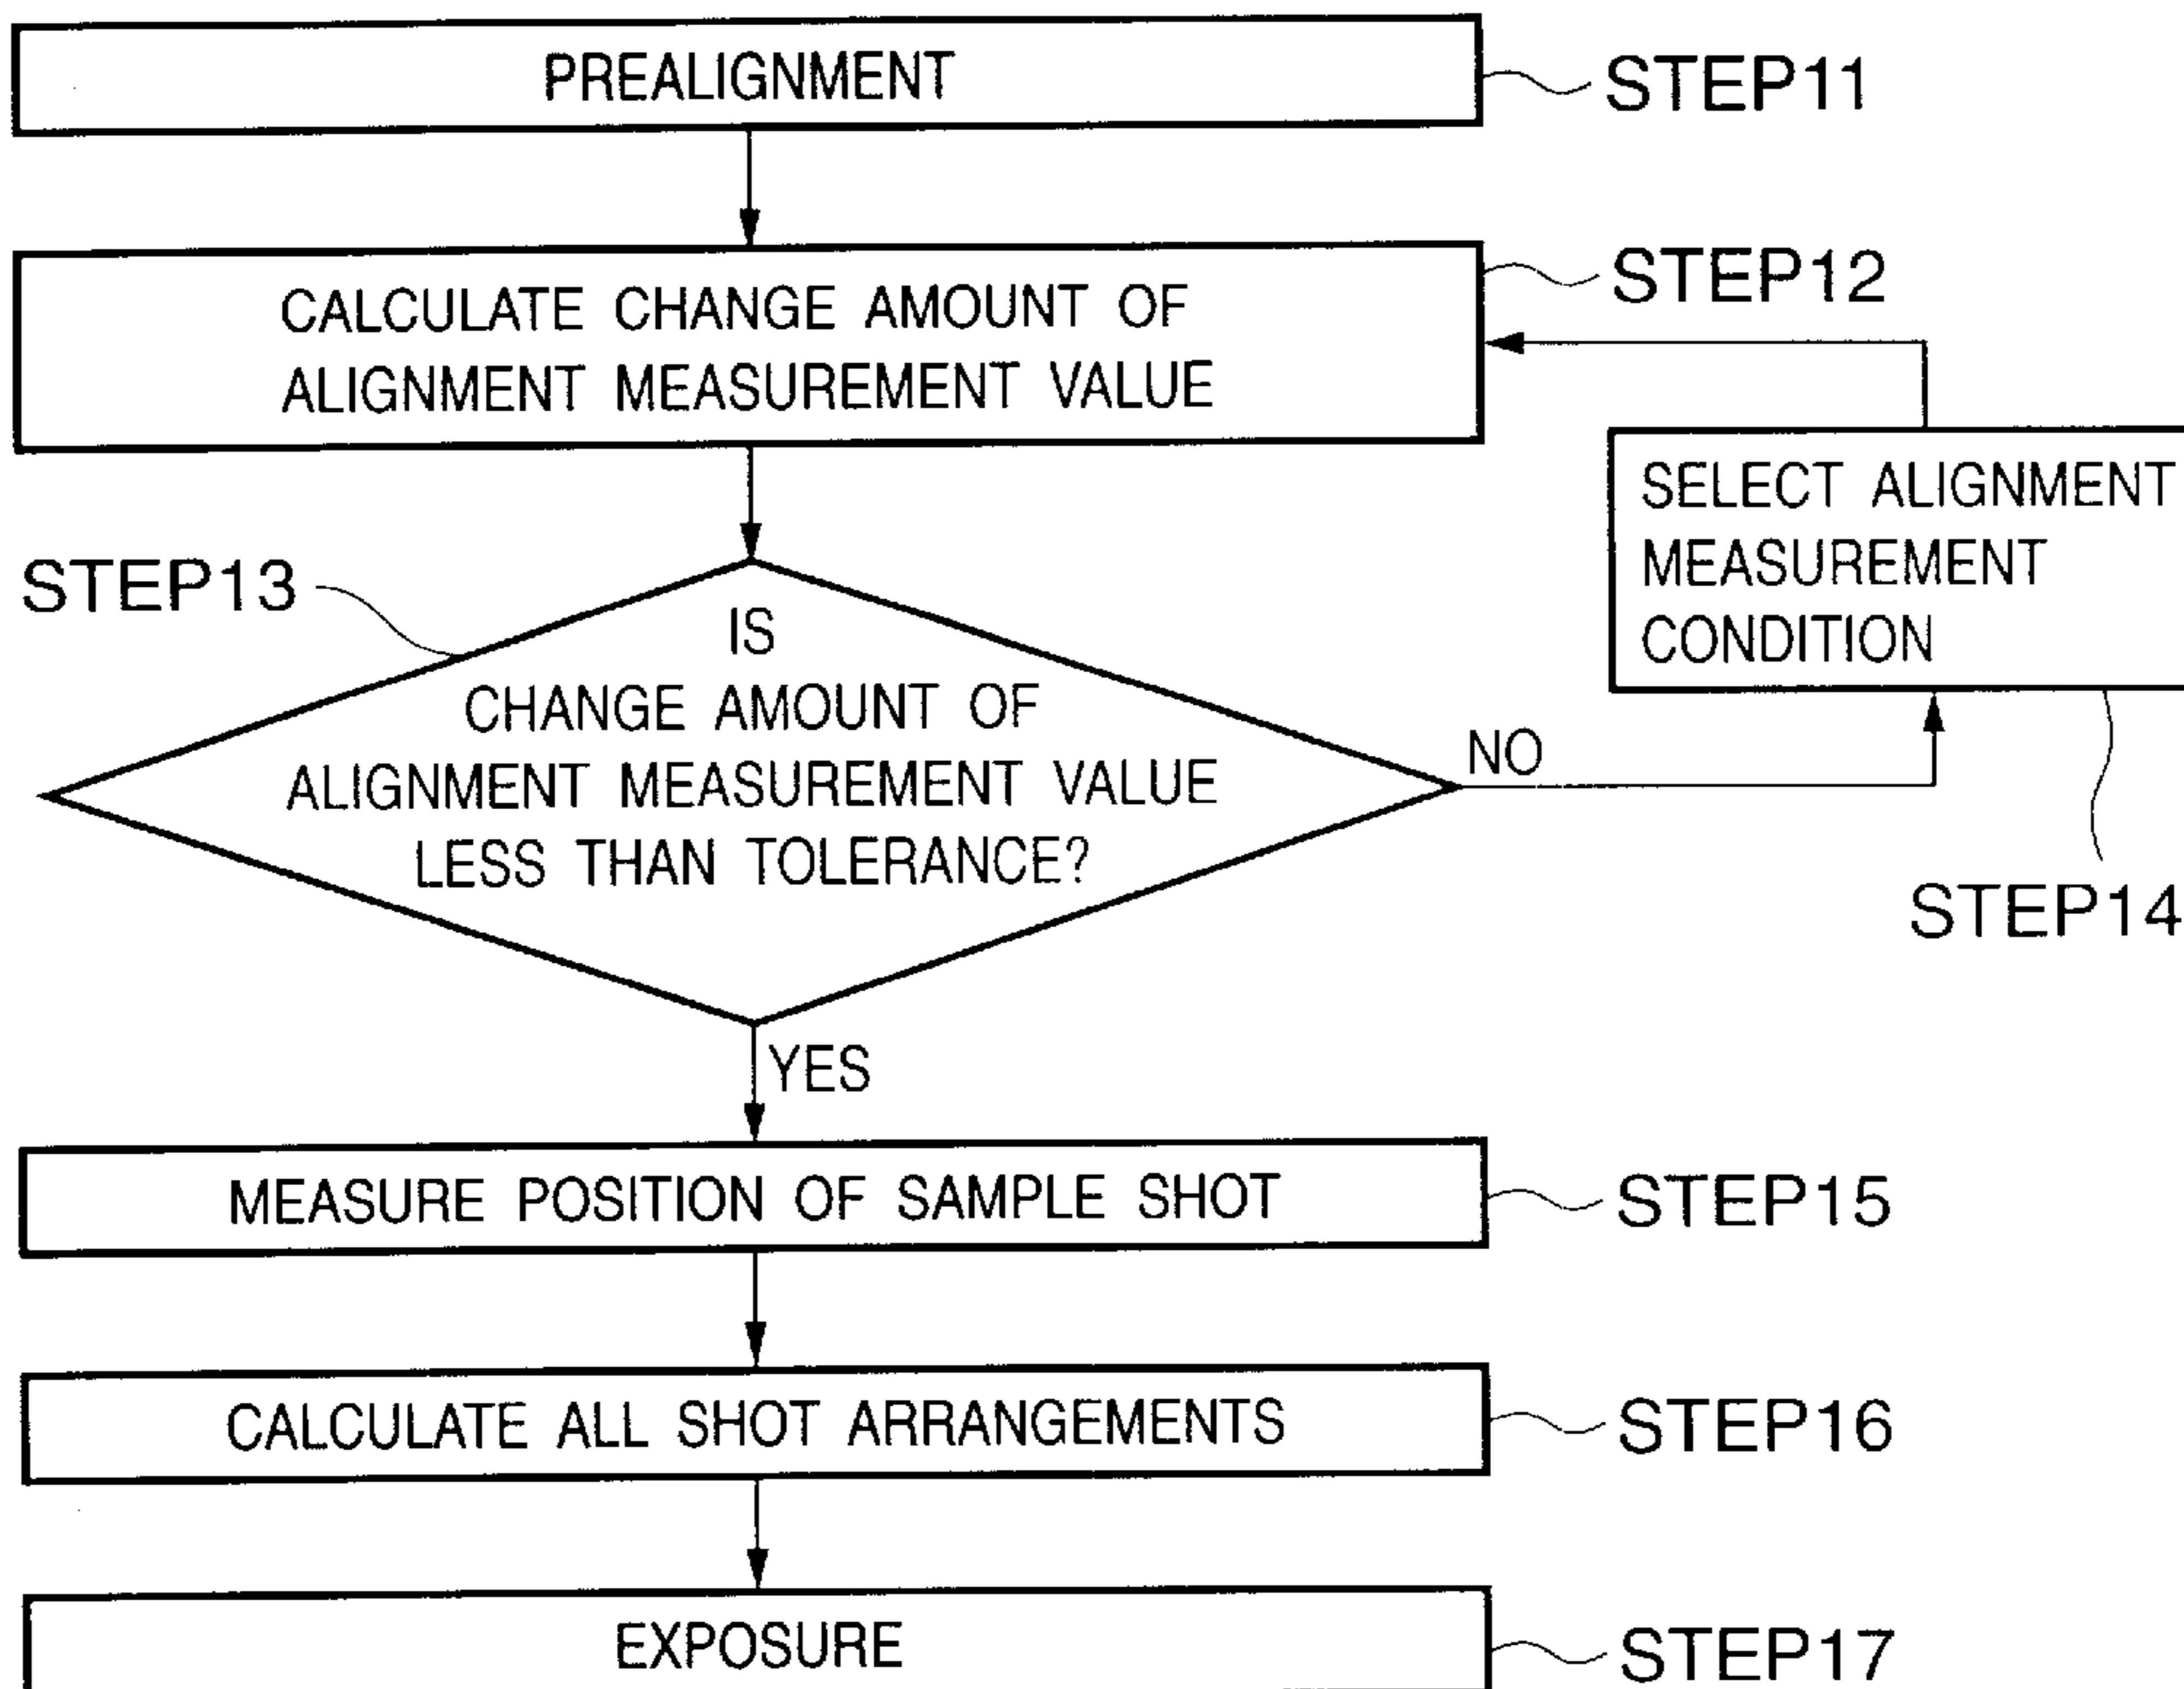 PREALIGNMENT
STEP11
CALCULATE CHANGE AMOUNT OF
ALIGNMENT MEASUREMENT VALUE
STEP12
SELECT ALIGNMENT
MEASUREMENT
CONDITION
STEP14
STEP13
IS
CHANGE AMOUNT OF
ALIGNMENT MEASUREMENT VALUE
LESS THAN TOLERANCE?
NO
YES
MEASURE POSITION OF SAMPLE SHOT
STEP15
CALCULATE ALL SHOT ARRANGEMENTS
STEP16
EXPOSURE
STEP17